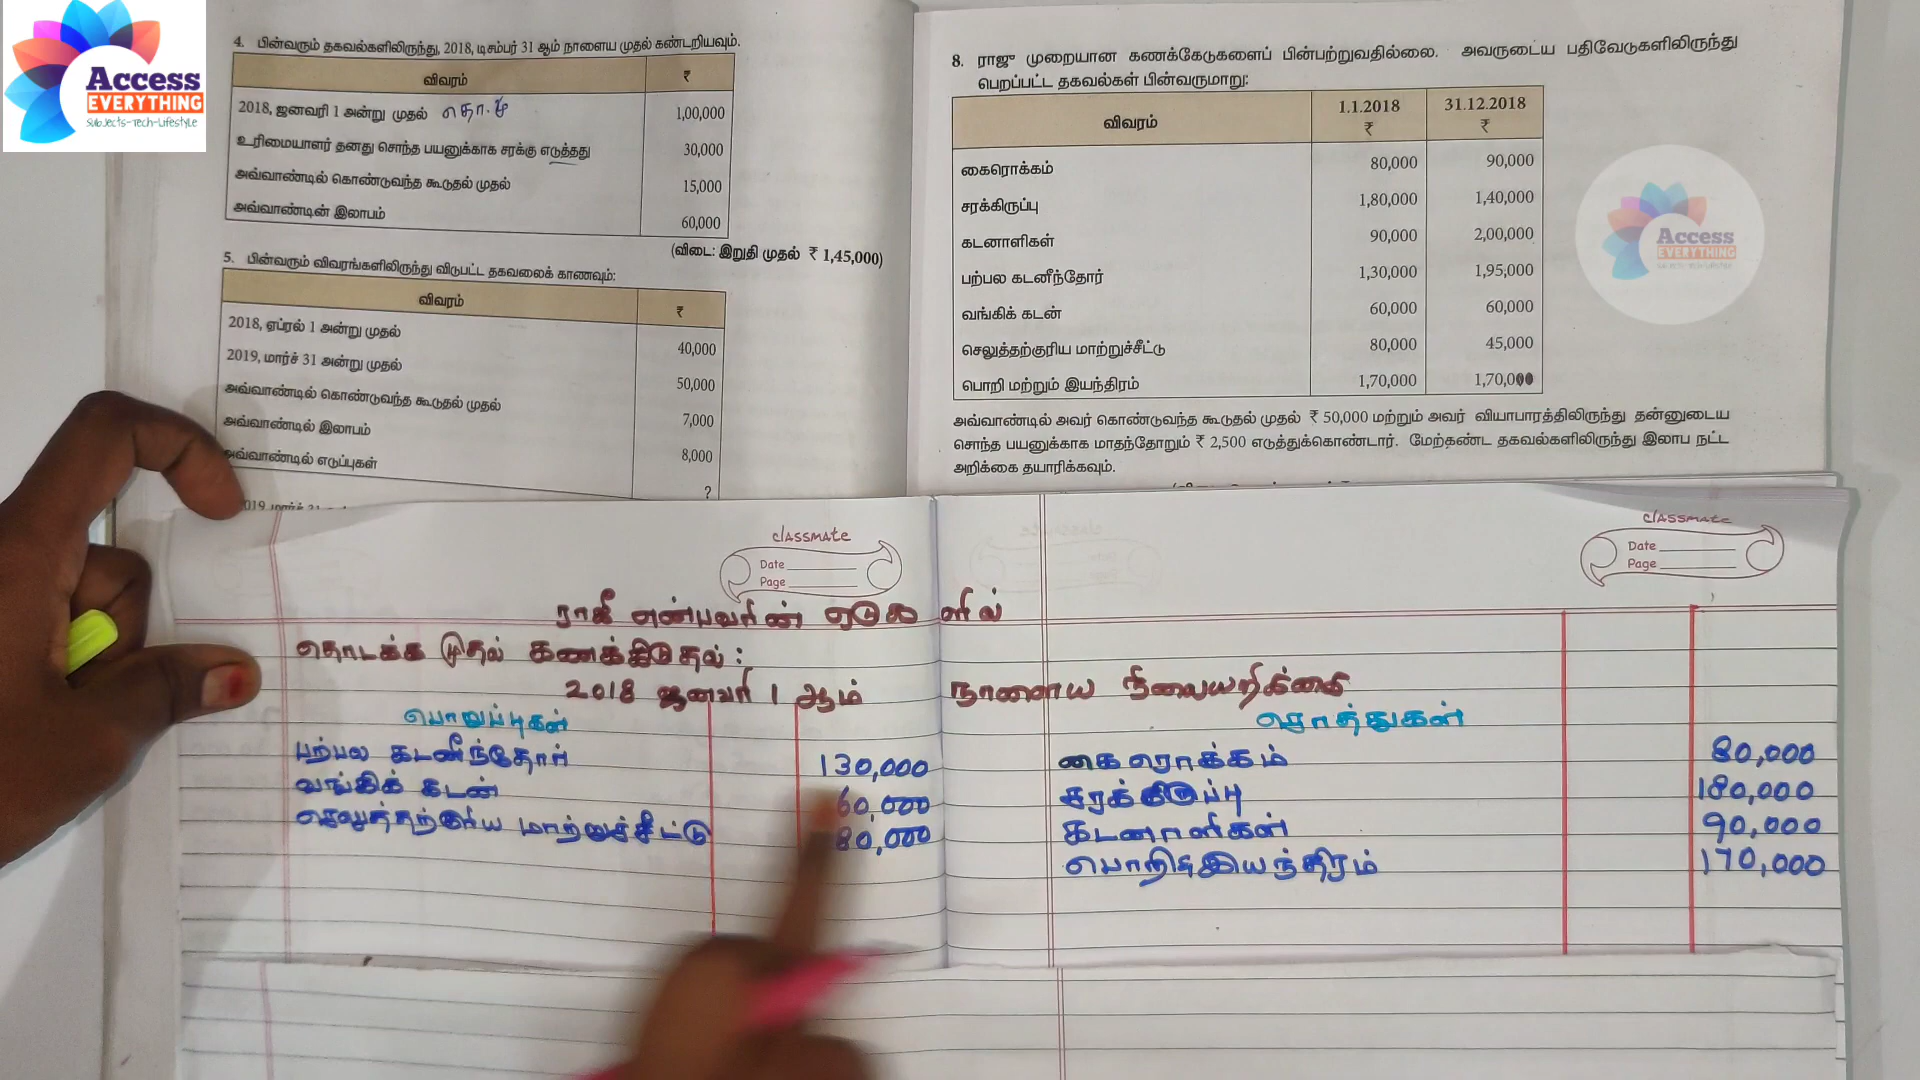 Access
EVERYTHING
Subjects-Tech-Lifestyle
4. பின்வரும் தகவல்களிலிருந்து, 2018, டிசம்பர் 31 ஆம் நாளைய முதல் கண்டறியவும்.
விவரம் ₹
2018, ஜனவரி 1 அன்று முதல் தொ.மு 1,00,000
உரிமையாளர் தனது சொந்த பயனுக்காக சரக்கு எடுத்தது 30,000
அவ்வாண்டில் கொண்டுவந்த கூடுதல் முதல் 15,000
அவ்வாண்டின் இலாபம் 60,000
(விடை: இறுதி முதல் ₹ 1,45,000)
5. பின்வரும் விவரங்களிலிருந்து விடுபட்ட தகவலைக் காணவும்:
விவரம் ₹
2018, ஏப்ரல் 1 அன்று முதல் 40,000
2019, மார்ச் 31 அன்று முதல் 50,000
அவ்வாண்டில் கொண்டுவந்த கூடுதல் முதல் 7,000
அவ்வாண்டில் இலாபம் 8,000
அவ்வாண்டில் எடுப்புகள் ?
8. ராஜு முறையான கணக்கேடுகளைப் பின்பற்றுவதில்லை. அவருடைய பதிவேடுகளிலிருந்து
பெறப்பட்ட தகவல்கள் பின்வருமாறு:
விவரம் 1.1.2018 ₹ 31.12.2018 ₹
கைரொக்கம் 80,000 90,000
சரக்கிருப்பு 1,80,000 1,40,000
கடனாளிகள் 90,000 2,00,000
பற்பல கடனீந்தோர் 1,30,000 1,95,000
வங்கிக் கடன் 60,000 60,000
செலுத்தற்குரிய மாற்றுச்சீட்டு 80,000 45,000
பொறி மற்றும் இயந்திரம் 1,70,000 1,70,000
அவ்வாண்டில் அவர் கொண்டுவந்த கூடுதல் முதல் ₹ 50,000 மற்றும் அவர் வியாபாரத்திலிருந்து தன்னுடைய
சொந்த பயனுக்காக மாதந்தோறும் ₹ 2,500 எடுத்துக்கொண்டார். மேற்கண்ட தகவல்களிலிருந்து இலாப நட்ட
அறிக்கை தயாரிக்கவும்.
Access
EVERYTHING
Subjects-Tech-Lifestyle
classmate
Date
Page
classmate
Date
Page
ராஜீ என்பவரின் ஏடுகளில்
தொடக்க முதல் கணக்கிடுதல் :
2018 ஜனவரி 1 ஆம் நாளைய நிலையறிக்கை
பொறுப்புகள் சொத்துகள்
பற்பல கடனீந்தோர் 130,000 கைரொக்கம் 80,000
வங்கிக் கடன் 60,000 சரக்கிருப்பு 180,000
செலுத்தற்குரிய மாற்றுச்சீட்டு 80,000 கடனாளிகள் 90,000
பொறி & இயந்திரம் 170,000